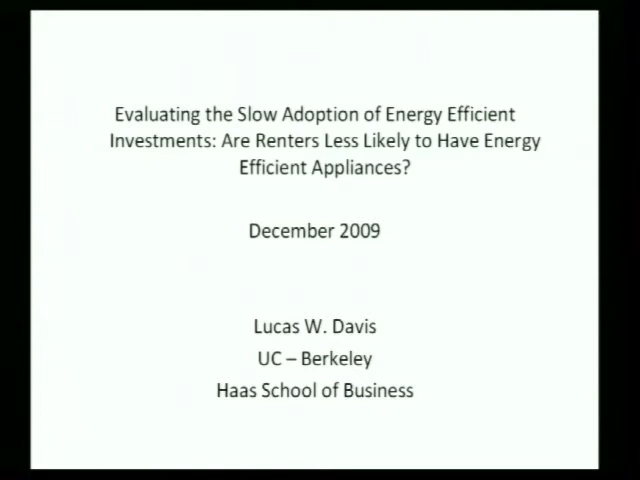 Evaluating the Slow Adoption of Energy Efficient
Investments: Are Renters Less Likely to Have Energy
Efficient Appliances?
December 2009
Lucas W. Davis
UC – Berkeley
Haas School of Business